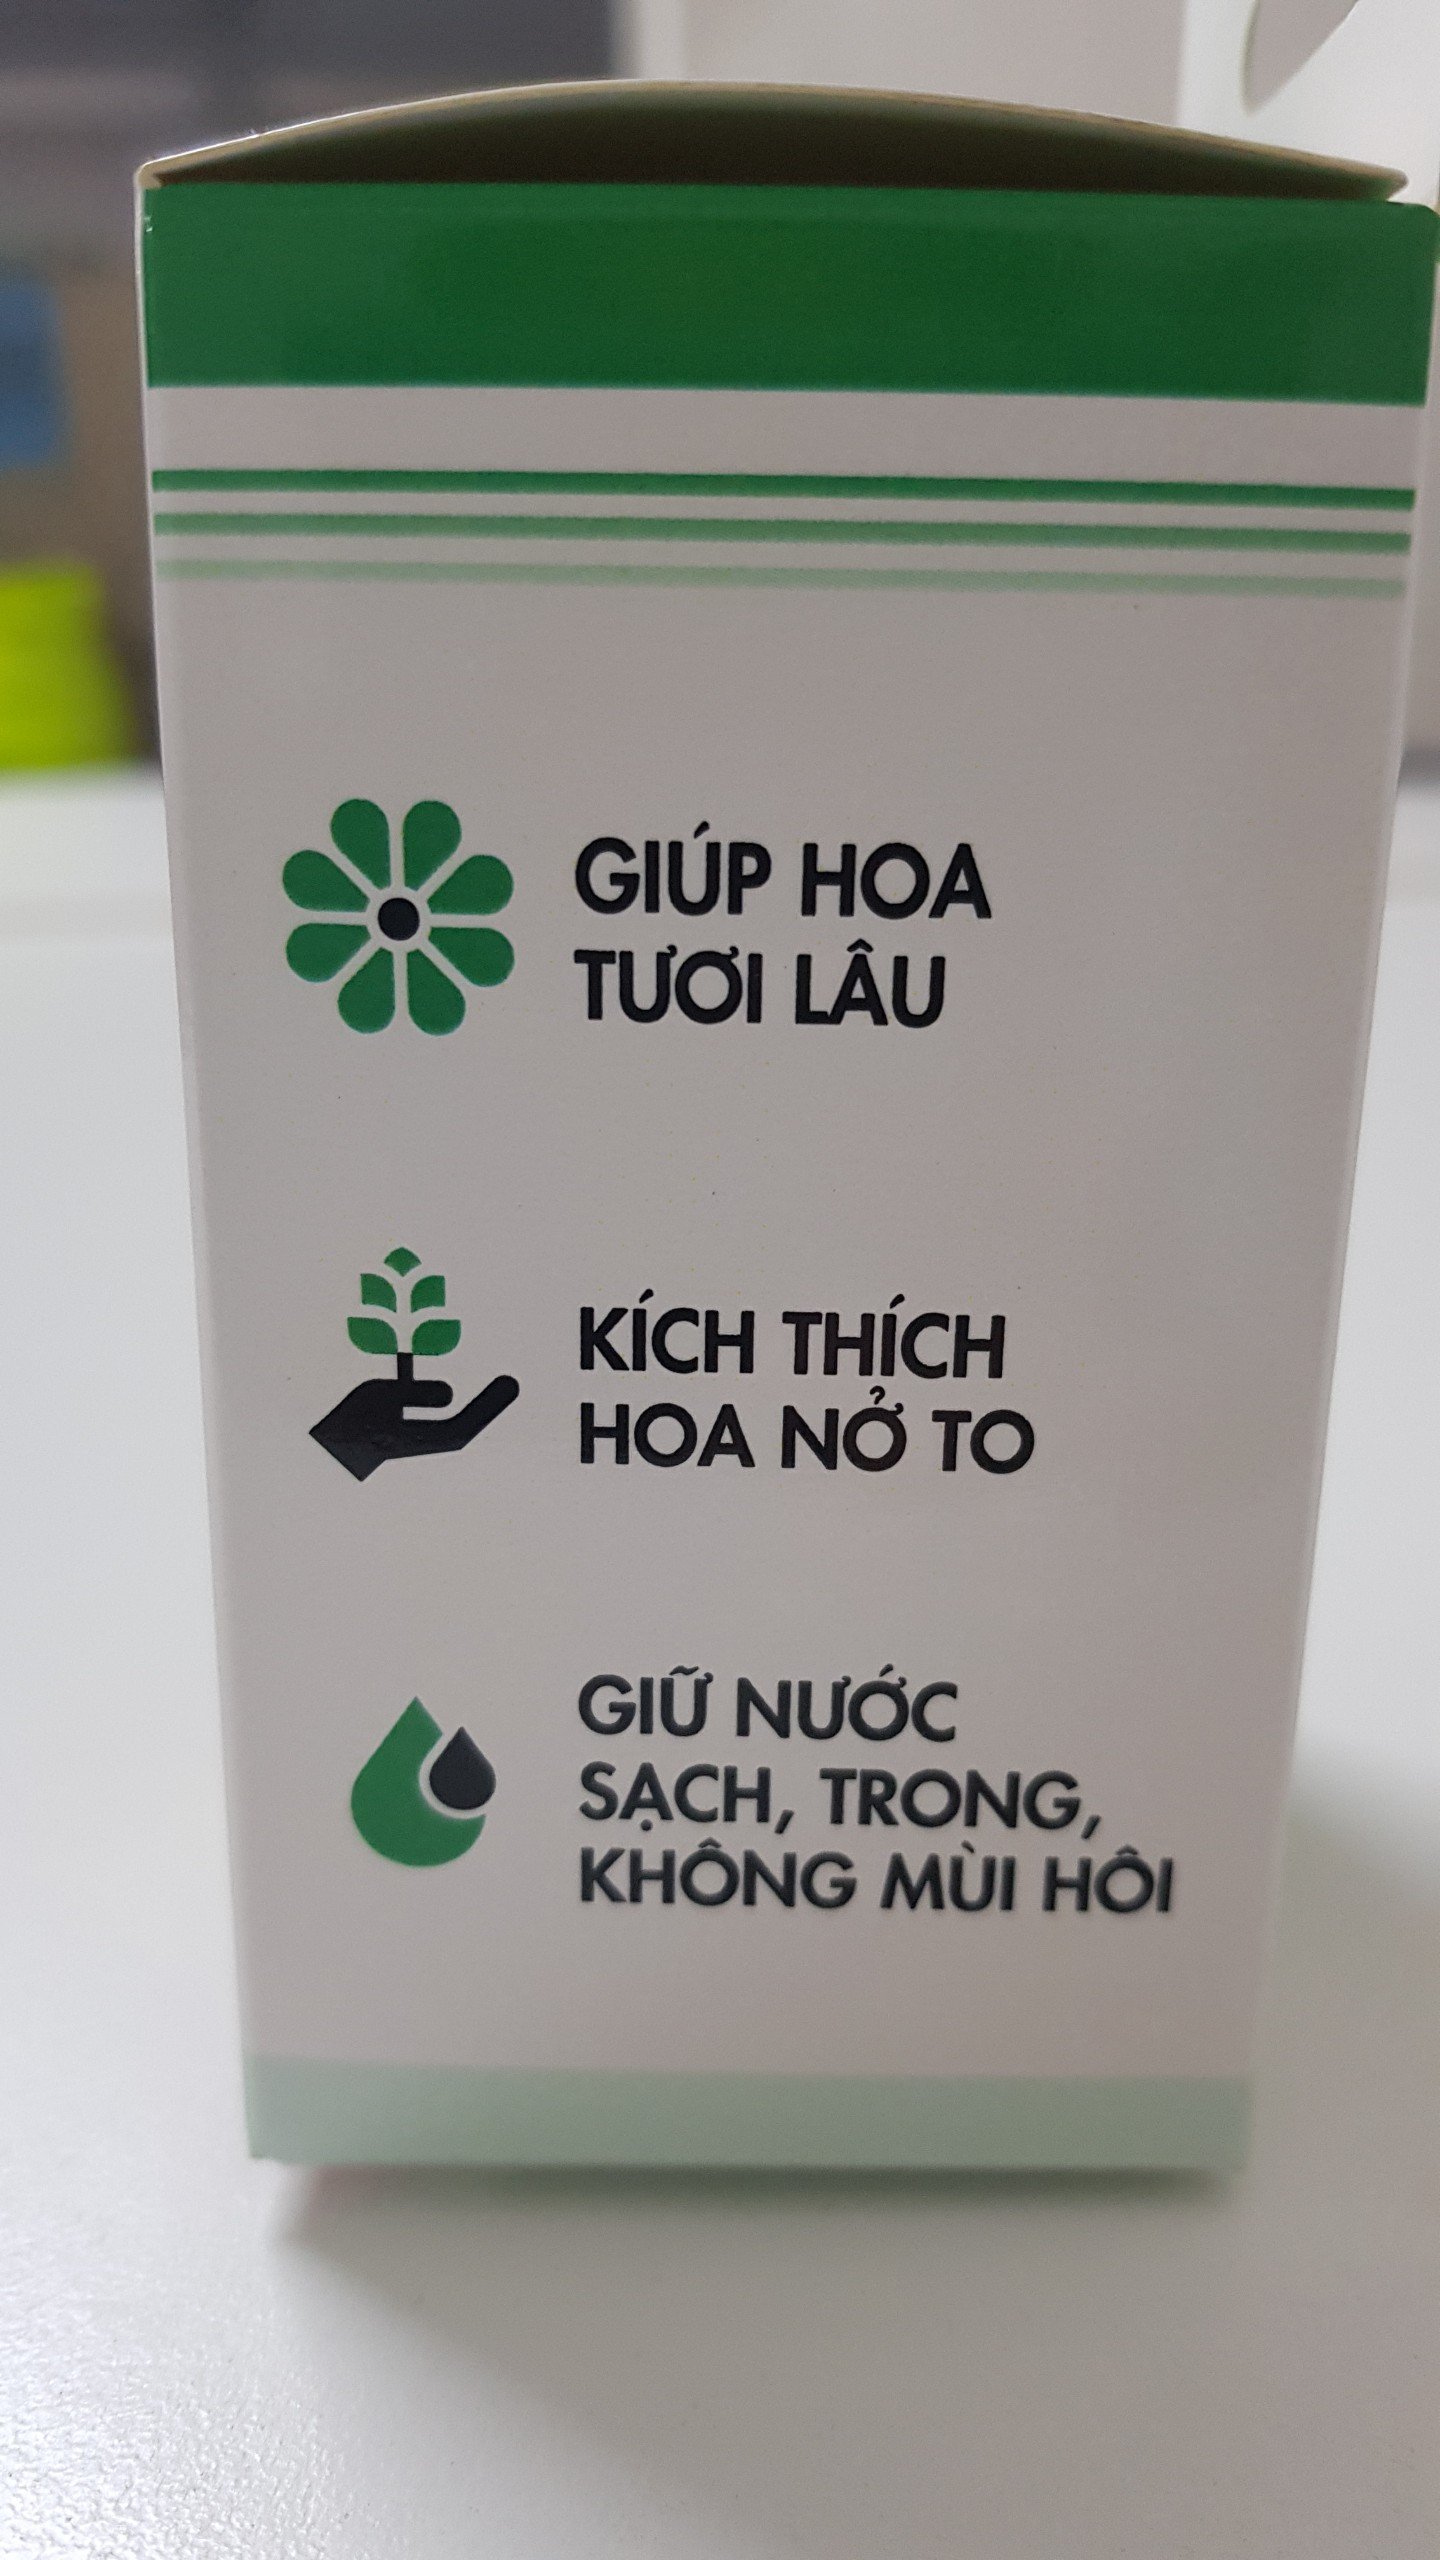 GIÚP HOA
TƯƠI LÂU
KÍCH THÍCH
HOA NỞ TO
GIỮ NƯỚC
SẠCH, TRONG,
KHÔNG MÙI HÔI